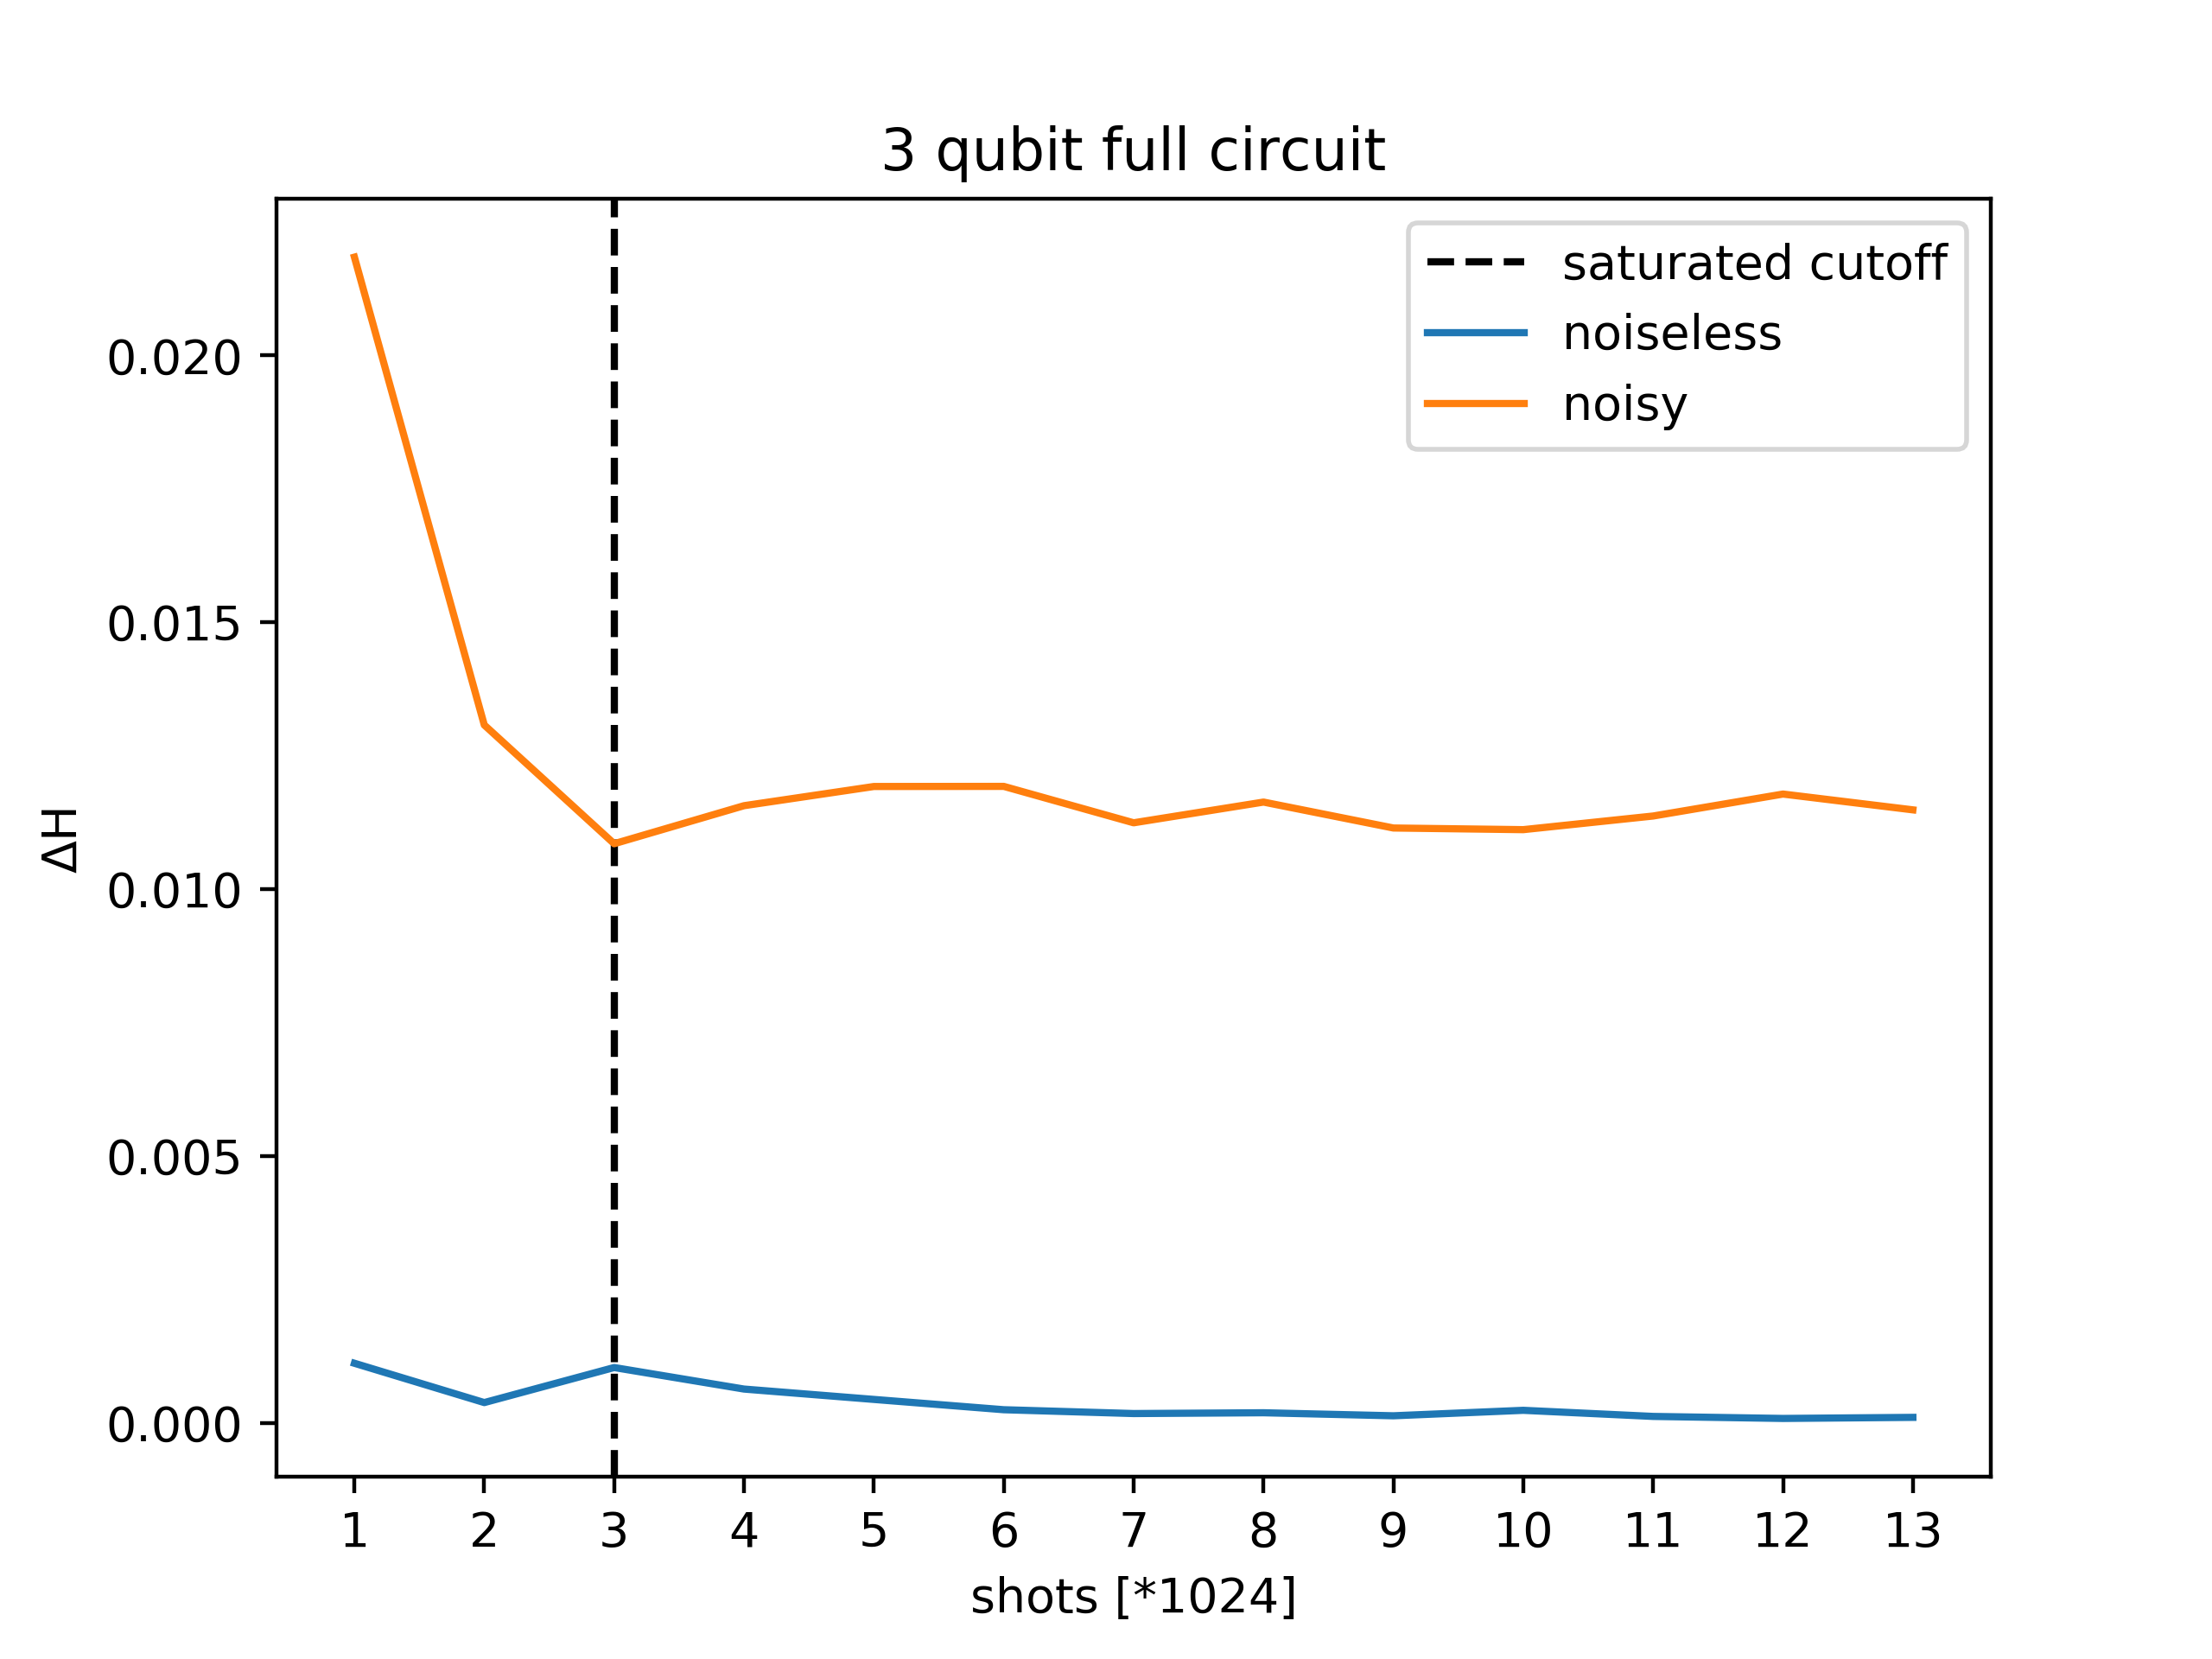 3 qubit full circuit
saturated cutoff
noiseless
noisy
0.020
0.015
0.010
0.005
0.000
ΔH
1 2 3 4 5 6 7 8 9 10 11 12 13
shots [*1024]